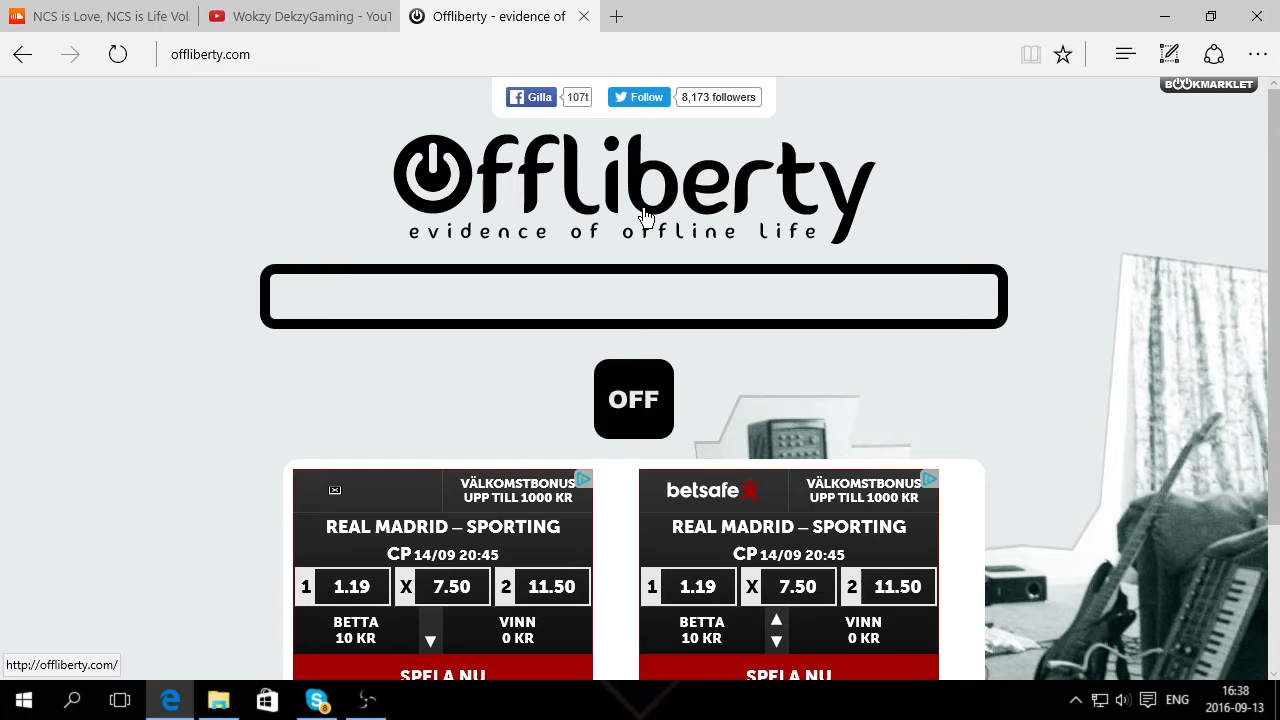 NCS is Love, NCS is Life Vol.
Wokzy DekzyGaming - YouT
Offliberty - evidence of
offliberty.com
BOOKMARKLET
Gilla 107t Follow 8,173 followers
Offliberty
evidence of offline life
OFF
VÄLKOMSTBONUS
UPP TILL 1000 KR
REAL MADRID – SPORTING
CP 14/09 20:45
1 1.19 X 7.50 2 11.50
BETTA VINN
10 KR 0 KR
SPELA NU
betsafe VÄLKOMSTBONUS
UPP TILL 1000 KR
REAL MADRID – SPORTING
CP 14/09 20:45
1 1.19 X 7.50 2 11.50
BETTA VINN
10 KR 0 KR
SPELA NU
http://offliberty.com/
8
ENG
16:38
2016-09-13